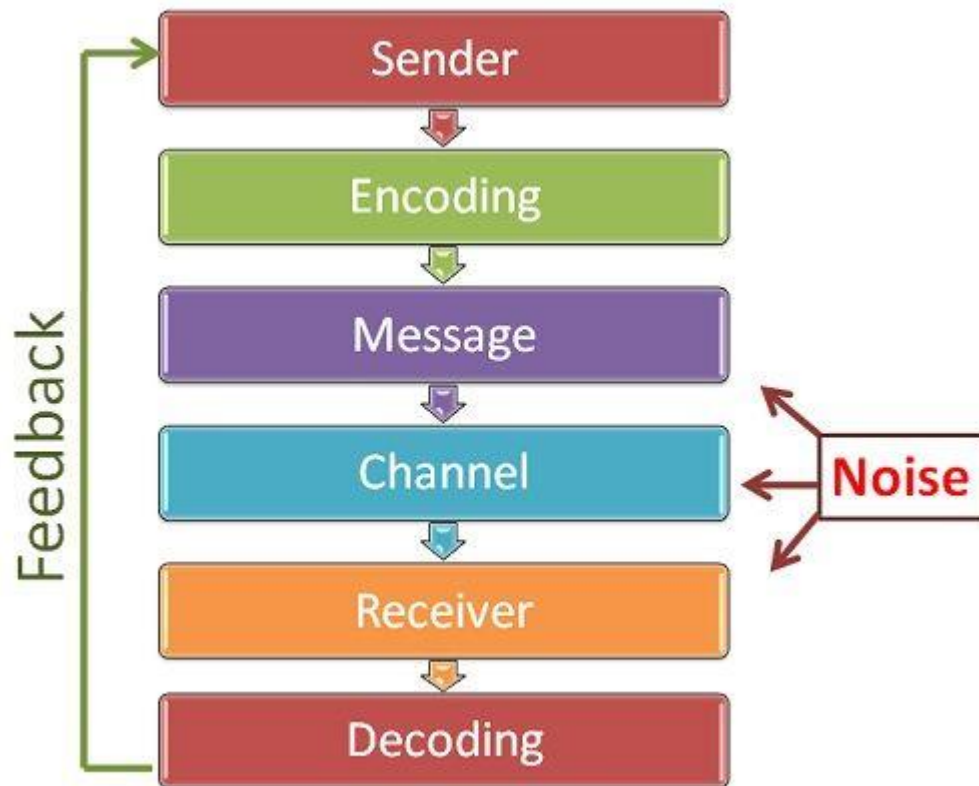 Sender
Encoding
Message
Channel
Receiver
Decoding
Feedback
Noise